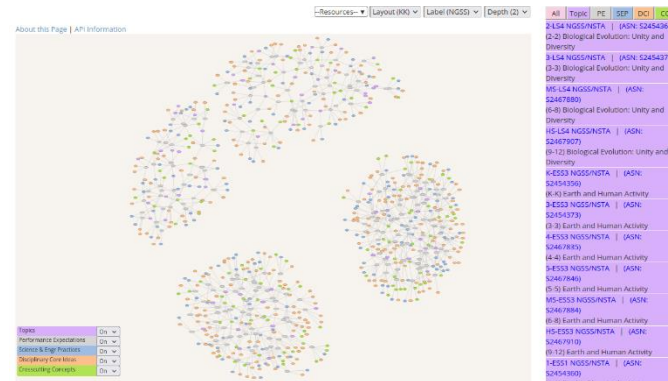 --Resources-- Layout (KK) Label (NGSS) Depth (2)
About this Page | API Information
Topics On
Performance Expectations On
Science & Engr Practices On
Disciplinary Core Ideas On
Crosscutting Concepts On
All Topic PE SEP DCI
2-LS4 NGSS/NSTA | (ASN: S245436
(2-2) Biological Evolution: Unity and
Diversity
3-LS4 NGSS/NSTA | (ASN: S245437
(3-3) Biological Evolution: Unity and
Diversity
MS-LS4 NGSS/NSTA | (ASN:
S2467889)
(6-8) Biological Evolution: Unity and
Diversity
HS-LS4 NGSS/NSTA | (ASN:
S2467907)
(9-12) Biological Evolution: Unity and
Diversity
K-ESS3 NGSS/NSTA | (ASN:
S2454356)
(K-K) Earth and Human Activity
3-ESS3 NGSS/NSTA | (ASN:
S2454373)
(3-3) Earth and Human Activity
4-ESS3 NGSS/NSTA | (ASN:
S2467835)
(4-4) Earth and Human Activity
5-ESS3 NGSS/NSTA | (ASN:
S2467846)
(5-5) Earth and Human Activity
MS-ESS3 NGSS/NSTA | (ASN:
S2467884)
(6-8) Earth and Human Activity
HS-ESS3 NGSS/NSTA | (ASN:
S2467910)
(9-12) Earth and Human Activity
1-ESS1 NGSS/NSTA | (ASN:
S2454360)